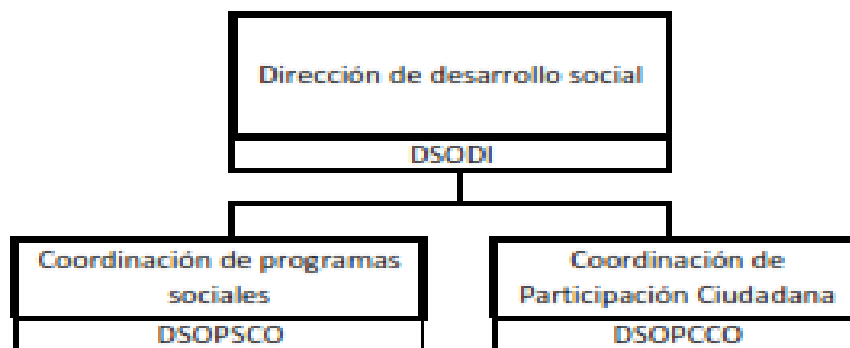 Dirección de desarrollo social
DSODI
Coordinación de programas
sociales
DSOPSCO
Coordinación de
Participación Ciudadana
DSOPCCO